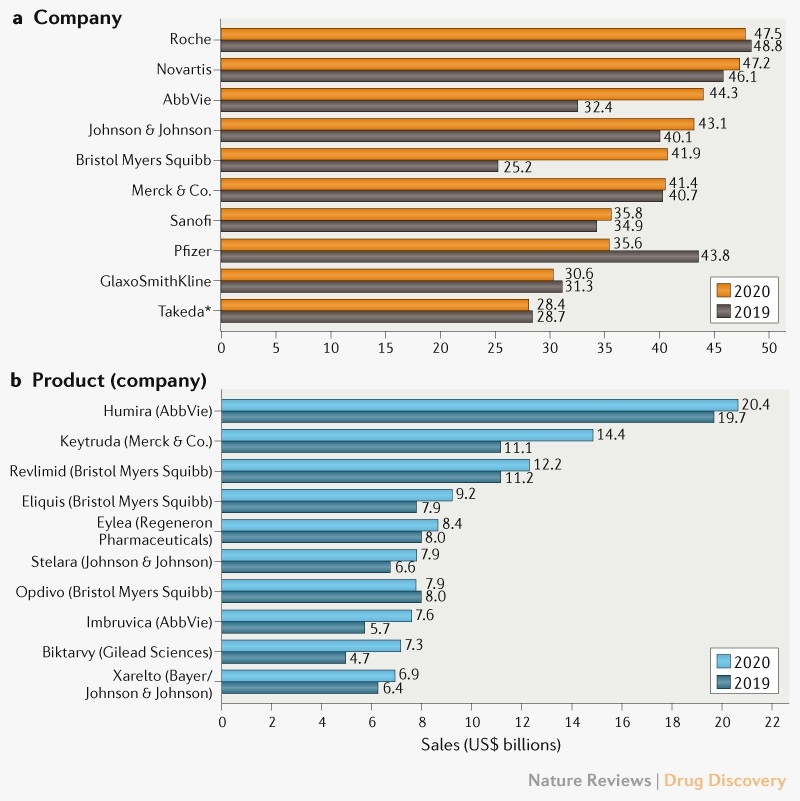 a Company
Roche
47.5
48.8
Novartis
47.2
46.1
AbbVie
44.3
32.4
Johnson & Johnson
43.1
40.1
Bristol Myers Squibb
41.9
25.2
Merck & Co.
41.4
40.7
Sanofi
35.8
34.9
Pfizer
35.6
43.8
GlaxoSmithKline
30.6
31.3
Takeda*
28.4
28.7
2020
2019
0 5 10 15 20 25 30 35 40 45 50
b Product (company)
Humira (AbbVie)
20.4
19.7
Keytruda (Merck & Co.)
14.4
11.1
Revlimid (Bristol Myers Squibb)
12.2
11.2
Eliquis (Bristol Myers Squibb)
9.2
7.9
Eylea (Regeneron
Pharmaceuticals)
8.4
8.0
Stelara (Johnson & Johnson)
7.9
6.6
Opdivo (Bristol Myers Squibb)
7.9
8.0
Imbruvica (AbbVie)
7.6
5.7
Biktarvy (Gilead Sciences)
7.3
4.7
Xarelto (Bayer/
Johnson & Johnson)
6.9
6.4
2020
2019
0 2 4 6 8 10 12 14 16 18 20 22
Sales (US$ billions)
Nature Reviews | Drug Discovery